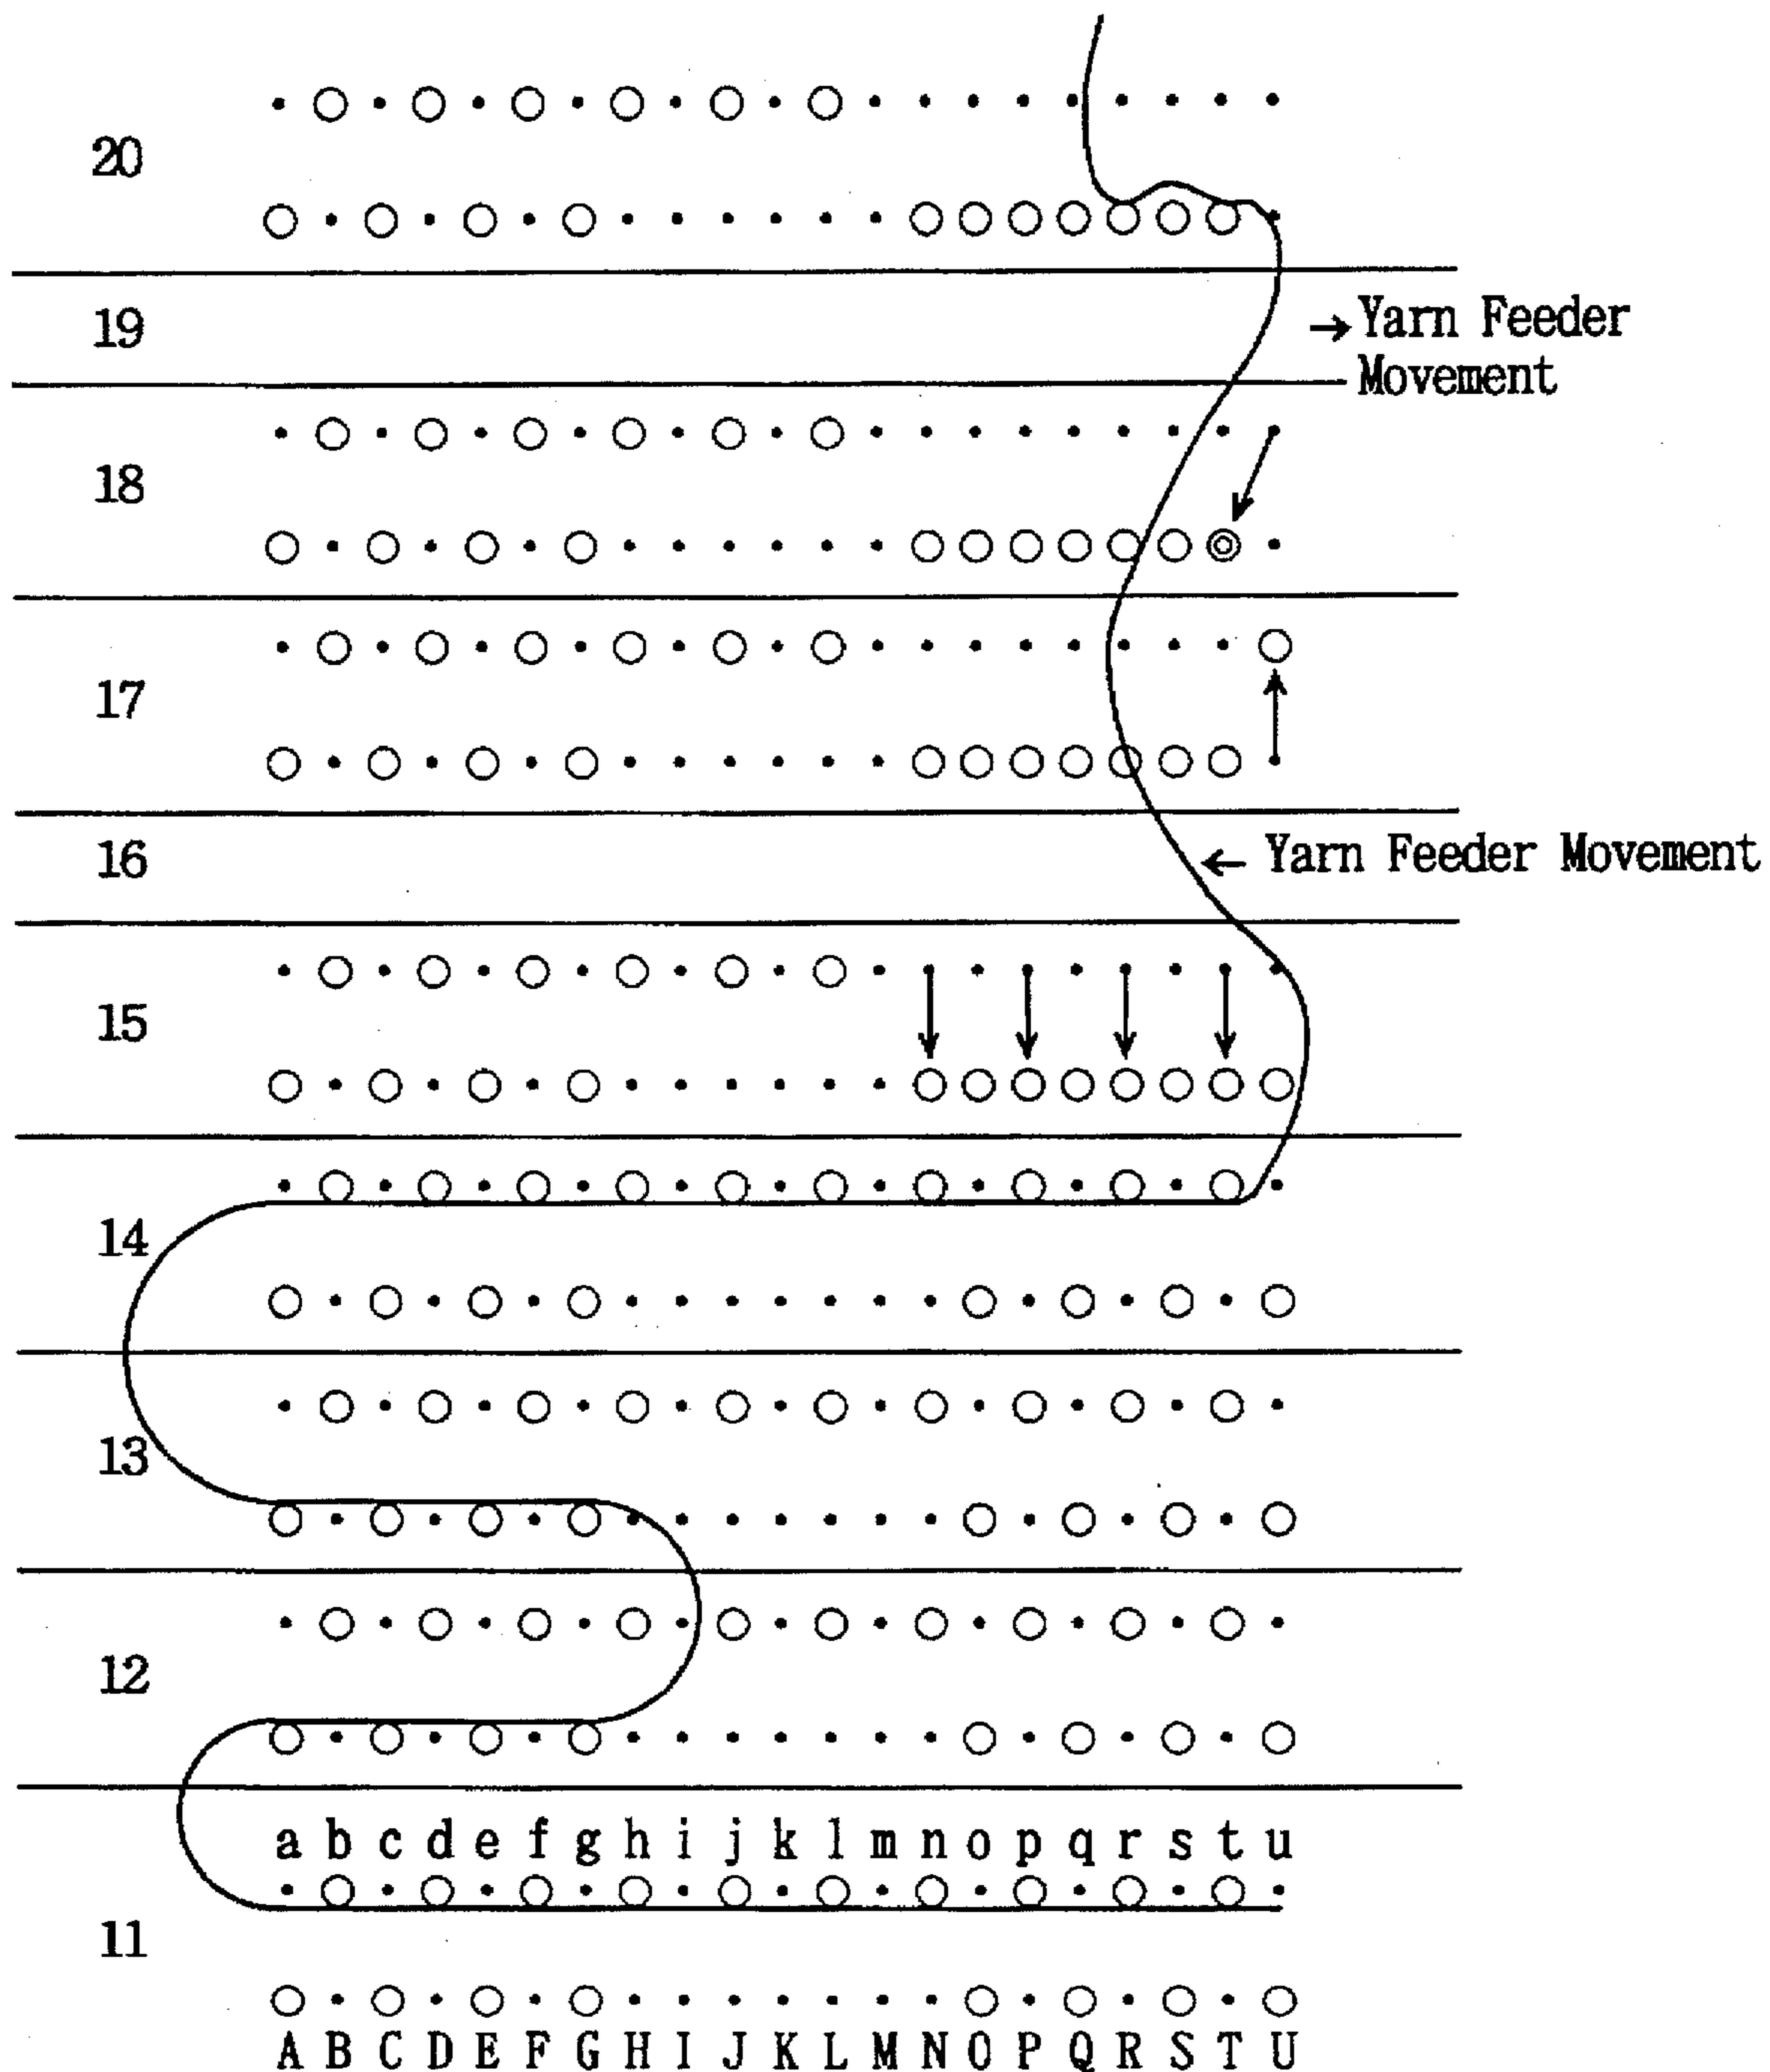 20
19
→ Yarn Feeder
Movement
18
17
16
← Yarn Feeder Movement
15
14
13
12
a b c d e f g h i j k l m n o p q r s t u
11
A B C D E F G H I J K L M N O P Q R S T U